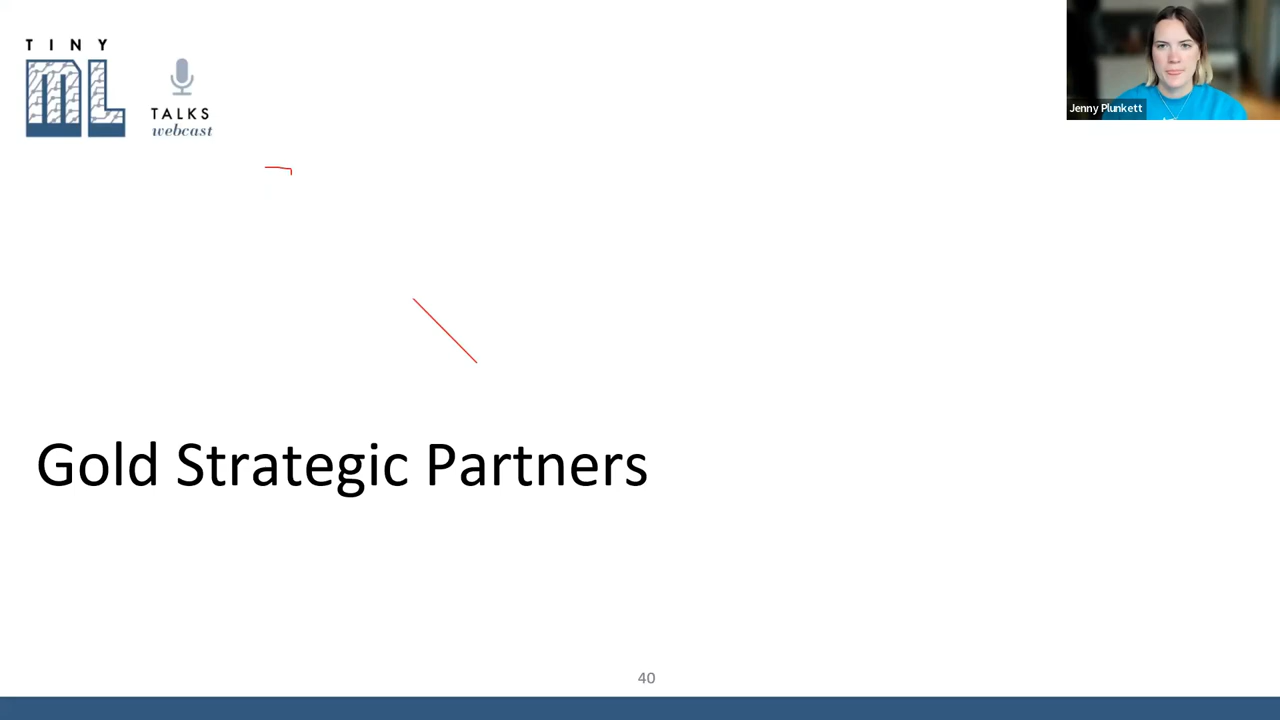 TINY
ML
TALKS
webcast
Jenny Plunkett
Gold Strategic Partners
40